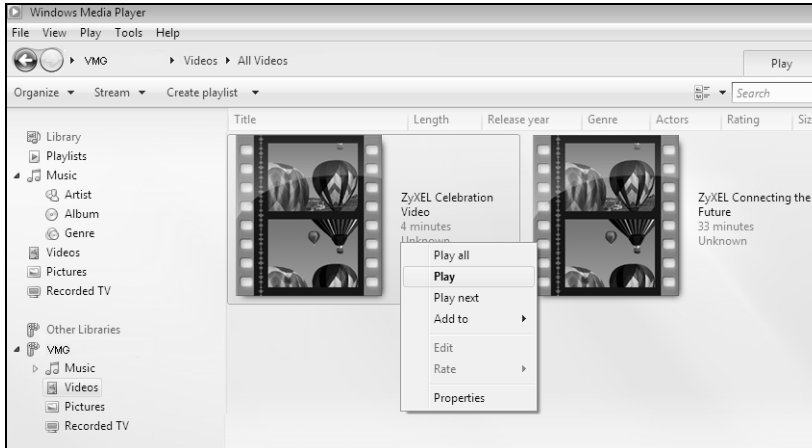 Windows Media Player
File View Play Tools Help
VMG Videos All Videos
Play
Organize Stream Create playlist
Search
Title Length Release year Genre Actors Rating Siz
Library
Playlists
Music
Artist
Album
Genre
Videos
Pictures
Recorded TV
Other Libraries
VMG
Music
Videos
Pictures
Recorded TV
ZyXEL Celebration
Video
4 minutes
Unknown
Play all
Play
Play next
Add to
Edit
Rate
Properties
ZyXEL Connecting the
Future
33 minutes
Unknown